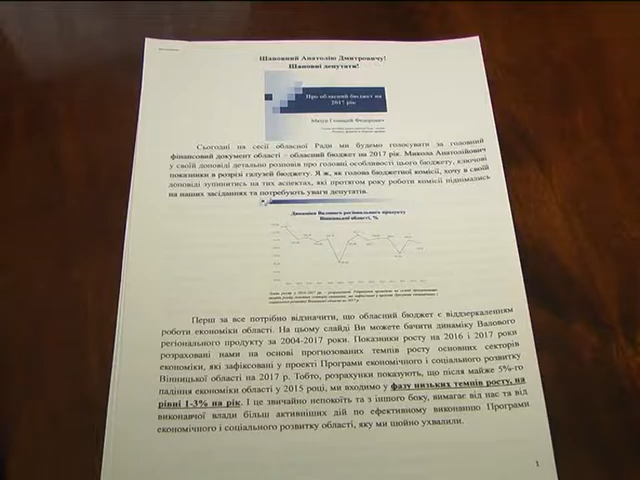 Шановний Анатолію Дмитровичу!
Шановні депутати!
Про обласний бюджет на
2017 рік
Мазур Геннадій Федорович
Сьогодні на сесії обласної Ради ми будемо голосувати за головний
фінансовий документ області – обласний бюджет на 2017 рік. Микола Анатолійович
у своїй доповіді детально розповів про головні особливості цього бюджету, ключові
показники в розрізі галузей бюджету. Я ж, як голова бюджетної комісії, хочу в своїй
доповіді зупинитись на тих аспектах, які протягом року роботи комісії піднімались
на наших засіданнях та потребують уваги депутатів.
Динаміка Валового регіонального продукту
Вінницької області, %
Перш за все потрібно відзначити, що обласний бюджет є віддзеркаленням
роботи економіки області. На цьому слайді Ви можете бачити динаміку Валового
регіонального продукту за 2004-2017 роки. Показники росту на 2016 і 2017 роки
розраховані нами на основі прогнозованих темпів росту основних секторів
економіки, які зафіксовані у проекті Програми економічного і соціального розвитку
Вінницької області на 2017 р. Тобто, розрахунки показують, що після майже 5%-го
падіння економіки області у 2015 році, ми входимо у фазу низьких темпів росту, на
рівні 1-3% на рік. І це звичайно непокоїть та з іншого боку, вимагає від нас та від
виконавчої влади більш активніших дій по ефективному виконанню Програми
економічного і соціального розвитку області, яку ми щойно ухвалили.
1